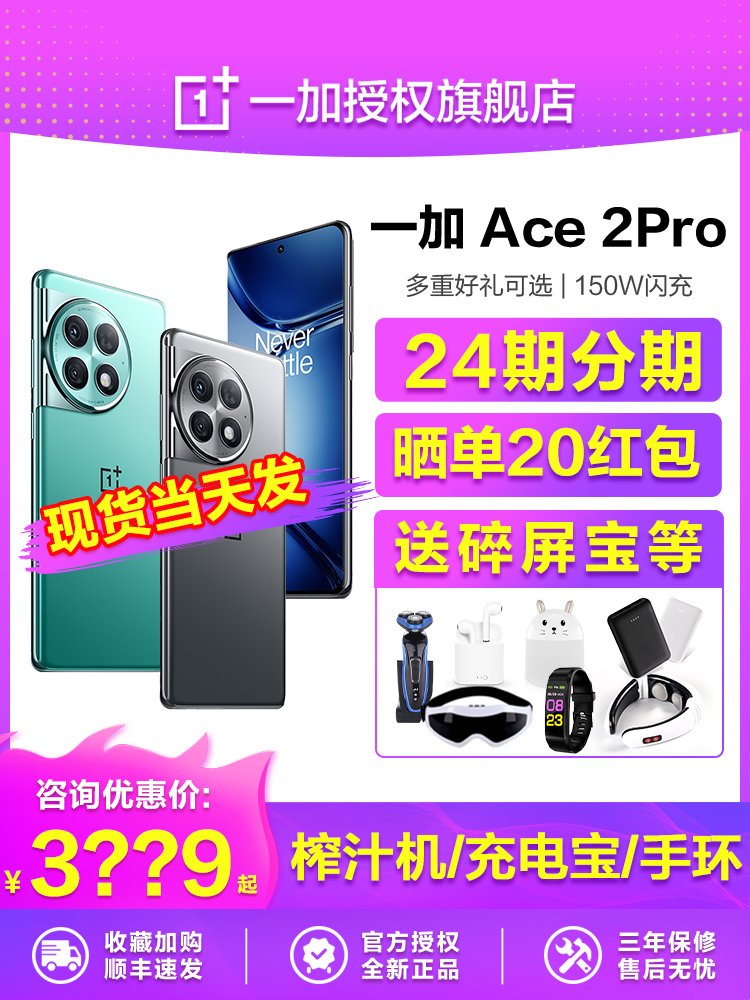 一加授权旗舰店
一加 Ace 2Pro
多重好礼可选 | 150W闪充
24期分期
晒单20红包
送碎屏宝等
Never
ttle
现货当天发
08
23
咨询优惠价:
¥3???9起
榨汁机/充电宝/手环
收藏加购
顺丰速发
官方授权
全新正品
三年保修
售后无忧